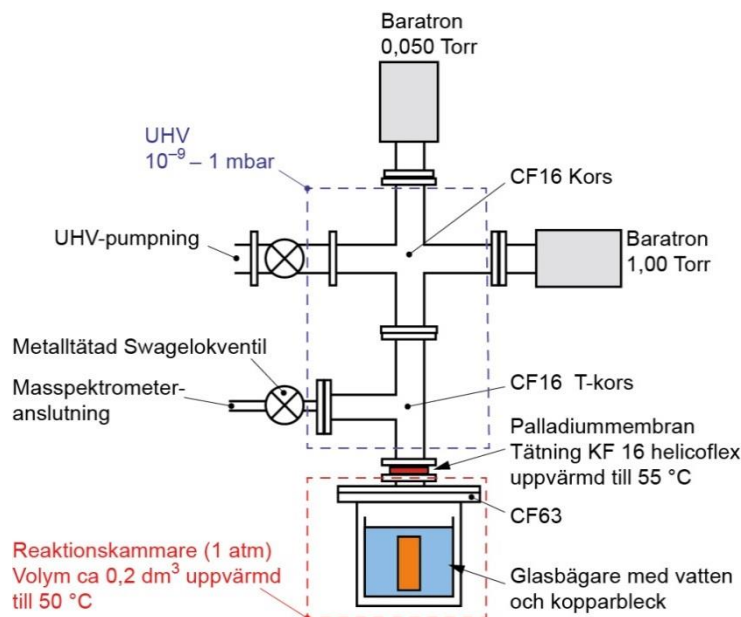 Baratron
0,050 Torr
UHV
10⁻⁹ – 1 mbar
CF16 Kors
UHV-pumpning
Baratron
1,00 Torr
Metalltätad Swagelokventil
Masspektrometer-
anslutning
CF16 T-kors
Palladiummembran
Tätning KF 16 helicoflex
uppvärmd till 55 °C
CF63
Reaktionskammare (1 atm)
Volym ca 0,2 dm³ uppvärmd
till 50 °C
Glasbägare med vatten
och kopparbleck